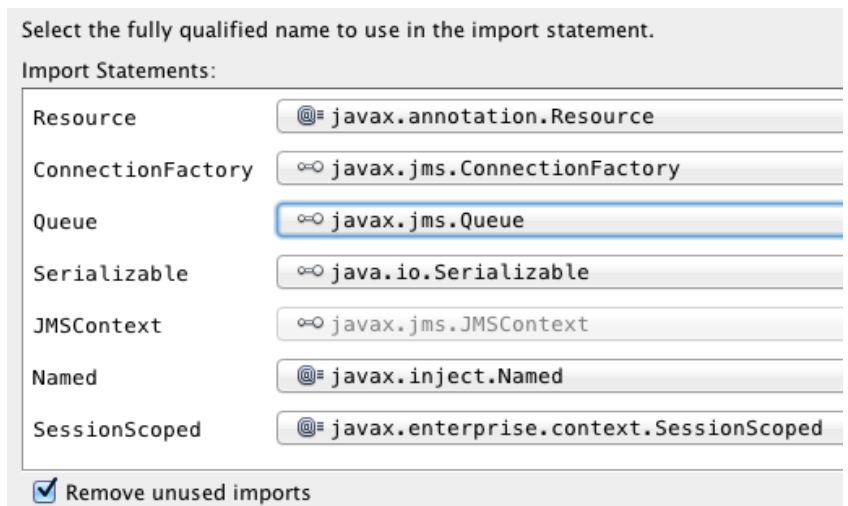 Select the fully qualified name to use in the import statement.
Import Statements:
Resource javax.annotation.Resource
ConnectionFactory javax.jms.ConnectionFactory
Queue javax.jms.Queue
Serializable java.io.Serializable
JMSContext javax.jms.JMSContext
Named javax.inject.Named
SessionScoped javax.enterprise.context.SessionScoped
Remove unused imports